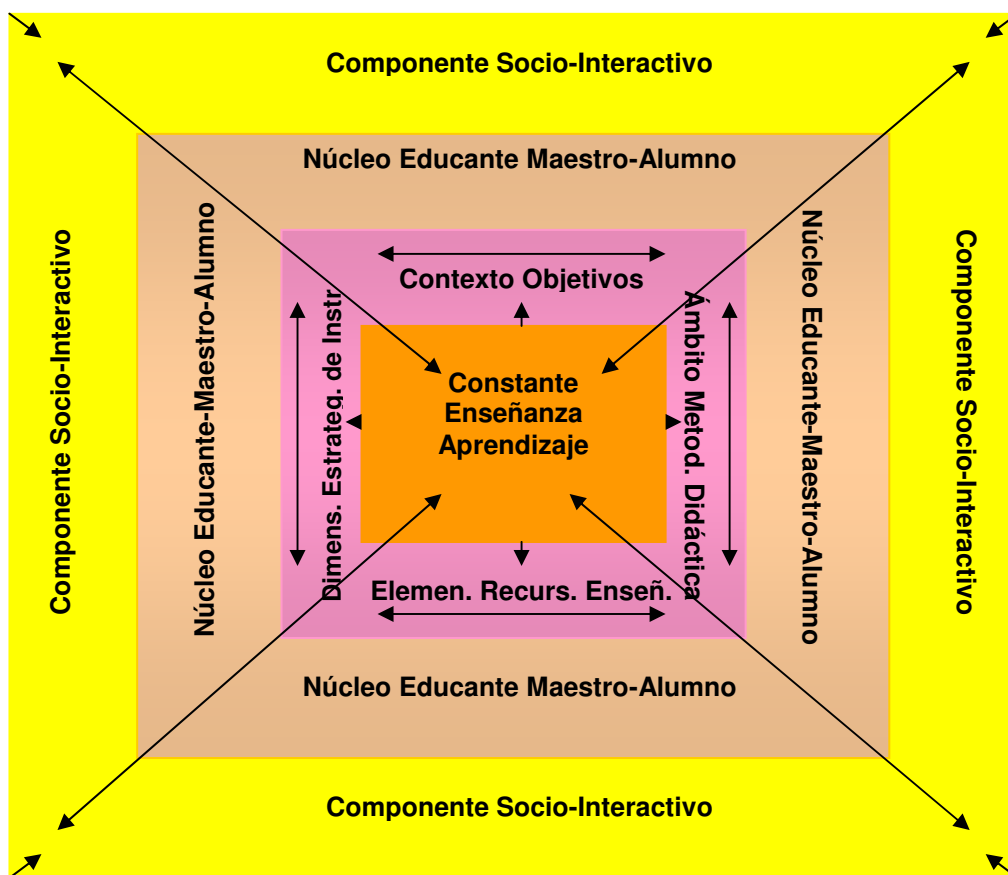 Componente Socio-Interactivo
Núcleo Educante Maestro-Alumno
Componente Socio-Interactivo
Núcleo Educante-Maestro-Alumno
Dimens. Estrateg. de Instr
Contexto Objetivos
Constante
Enseñanza
Aprendizaje
Ámbito Metod. Didáctica
Núcleo Educante-Maestro-Alumno
Componente Socio-Interactivo
Elemen. Recurs. Enseñ.
Núcleo Educante Maestro-Alumno
Componente Socio-Interactivo